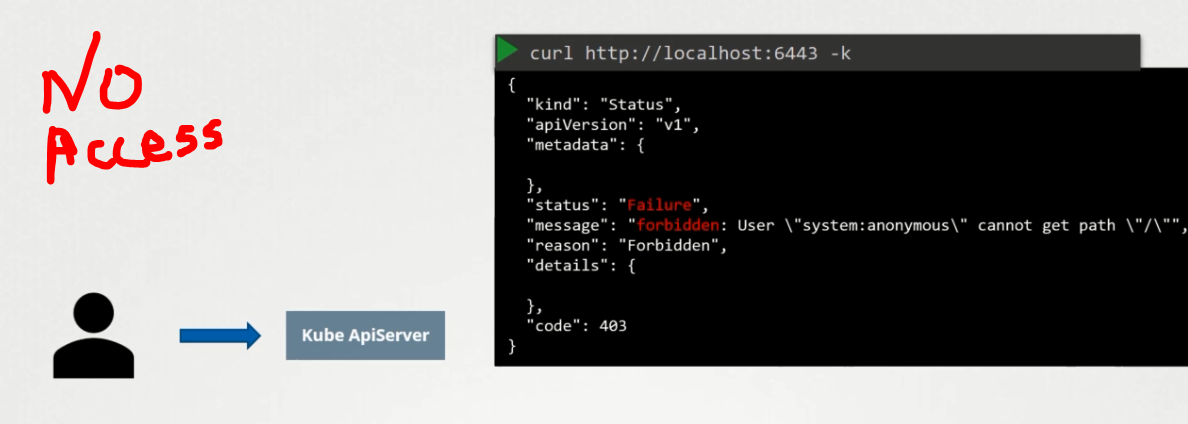 NO
Access
curl http://localhost:6443 -k
{
"kind": "Status",
"apiVersion": "v1",
"metadata": {
},
"status": "Failure",
"message": "forbidden: User \"system:anonymous\" cannot get path \"/\"",
"reason": "Forbidden",
"details": {
},
"code": 403
}
Kube ApiServer